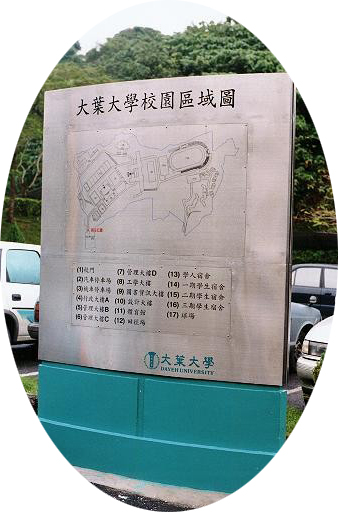 大葉大學校園區域圖
(1)校門
(2)汽車停車場
(3)機車停車場
(4)行政大樓A
(5)管理大樓B
(6)管理大樓C
(7)管理大樓D
(8)工學大樓
(9)圖書資訊大樓
(10)設計大樓
(11)體育館
(12)田徑場
(13)學人宿舍
(14)一期學生宿舍
(15)二期學生宿舍
(16)三期學生宿舍
(17)球場
大葉大學
DAYEH UNIVERSITY